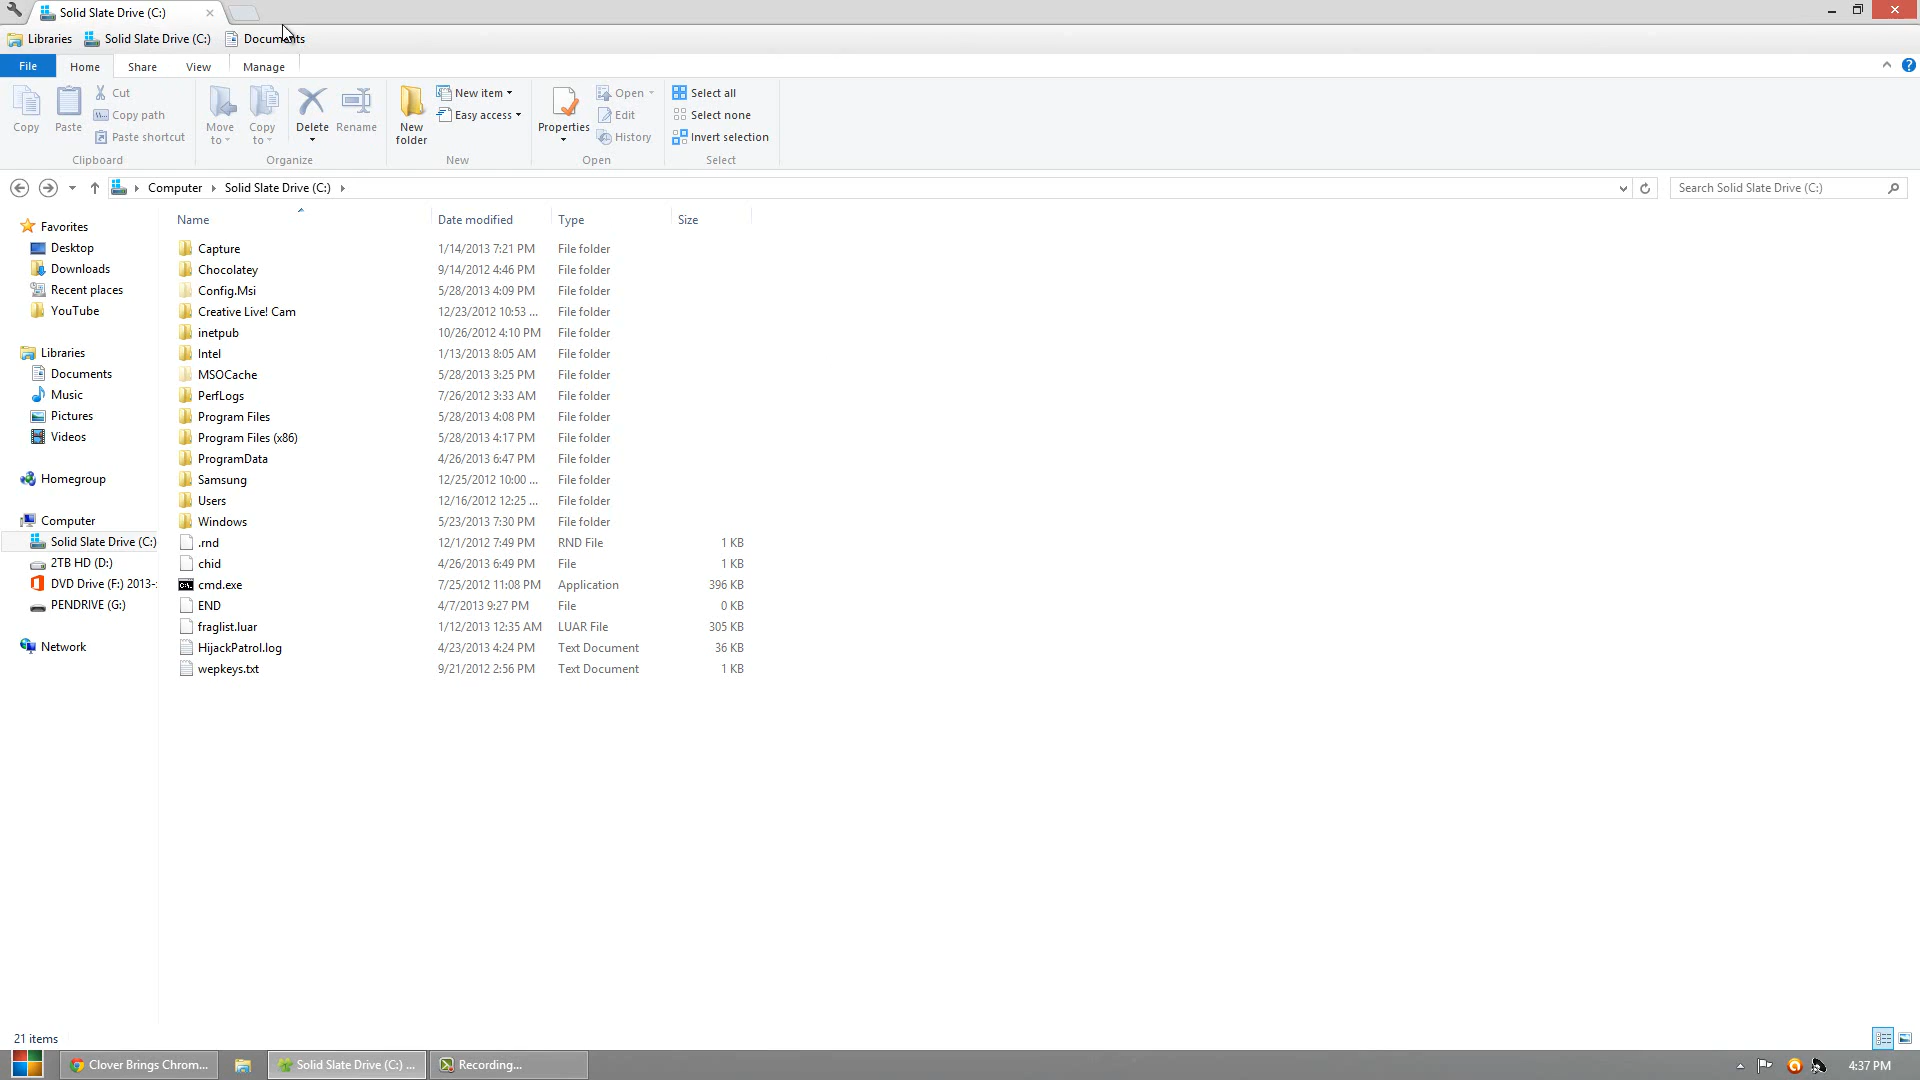 Solid Slate Drive (C:)
Libraries Solid Slate Drive (C:) Documents
File Home Share View Manage
Copy Paste Cut Copy path Paste shortcut
Clipboard
Move to Copy to Delete Rename
Organize
New folder New item Easy access
New
Properties Open Edit History
Open
Select all Select none Invert selection
Select
Computer Solid Slate Drive (C:)
Search Solid Slate Drive (C:)
Favorites
Desktop
Downloads
Recent places
YouTube
Libraries
Documents
Music
Pictures
Videos
Homegroup
Computer
Solid Slate Drive (C:)
2TB HD (D:)
DVD Drive (F:) 2013-
PENDRIVE (G:)
Network
Name Date modified Type Size
Capture 1/14/2013 7:21 PM File folder
Chocolatey 9/14/2012 4:46 PM File folder
Config.Msi 5/28/2013 4:09 PM File folder
Creative Live! Cam 12/23/2012 10:53 ... File folder
inetpub 10/26/2012 4:10 PM File folder
Intel 1/13/2013 8:05 AM File folder
MSOCache 5/28/2013 3:25 PM File folder
PerfLogs 7/26/2012 3:33 AM File folder
Program Files 5/28/2013 4:08 PM File folder
Program Files (x86) 5/28/2013 4:17 PM File folder
ProgramData 4/26/2013 6:47 PM File folder
Samsung 12/25/2012 10:00 ... File folder
Users 12/16/2012 12:25 ... File folder
Windows 5/23/2013 7:30 PM File folder
.rnd 12/1/2012 7:49 PM RND File 1 KB
chid 4/26/2013 6:49 PM File 1 KB
cmd.exe 7/25/2012 11:08 PM Application 396 KB
END 4/7/2013 9:27 PM File 0 KB
fraglist.luar 1/12/2013 12:35 AM LUAR File 305 KB
HijackPatrol.log 4/23/2013 4:24 PM Text Document 36 KB
wepkeys.txt 9/21/2012 2:56 PM Text Document 1 KB
21 items
Clover Brings Chrom... Solid Slate Drive (C:) ... Recording... 4:37 PM